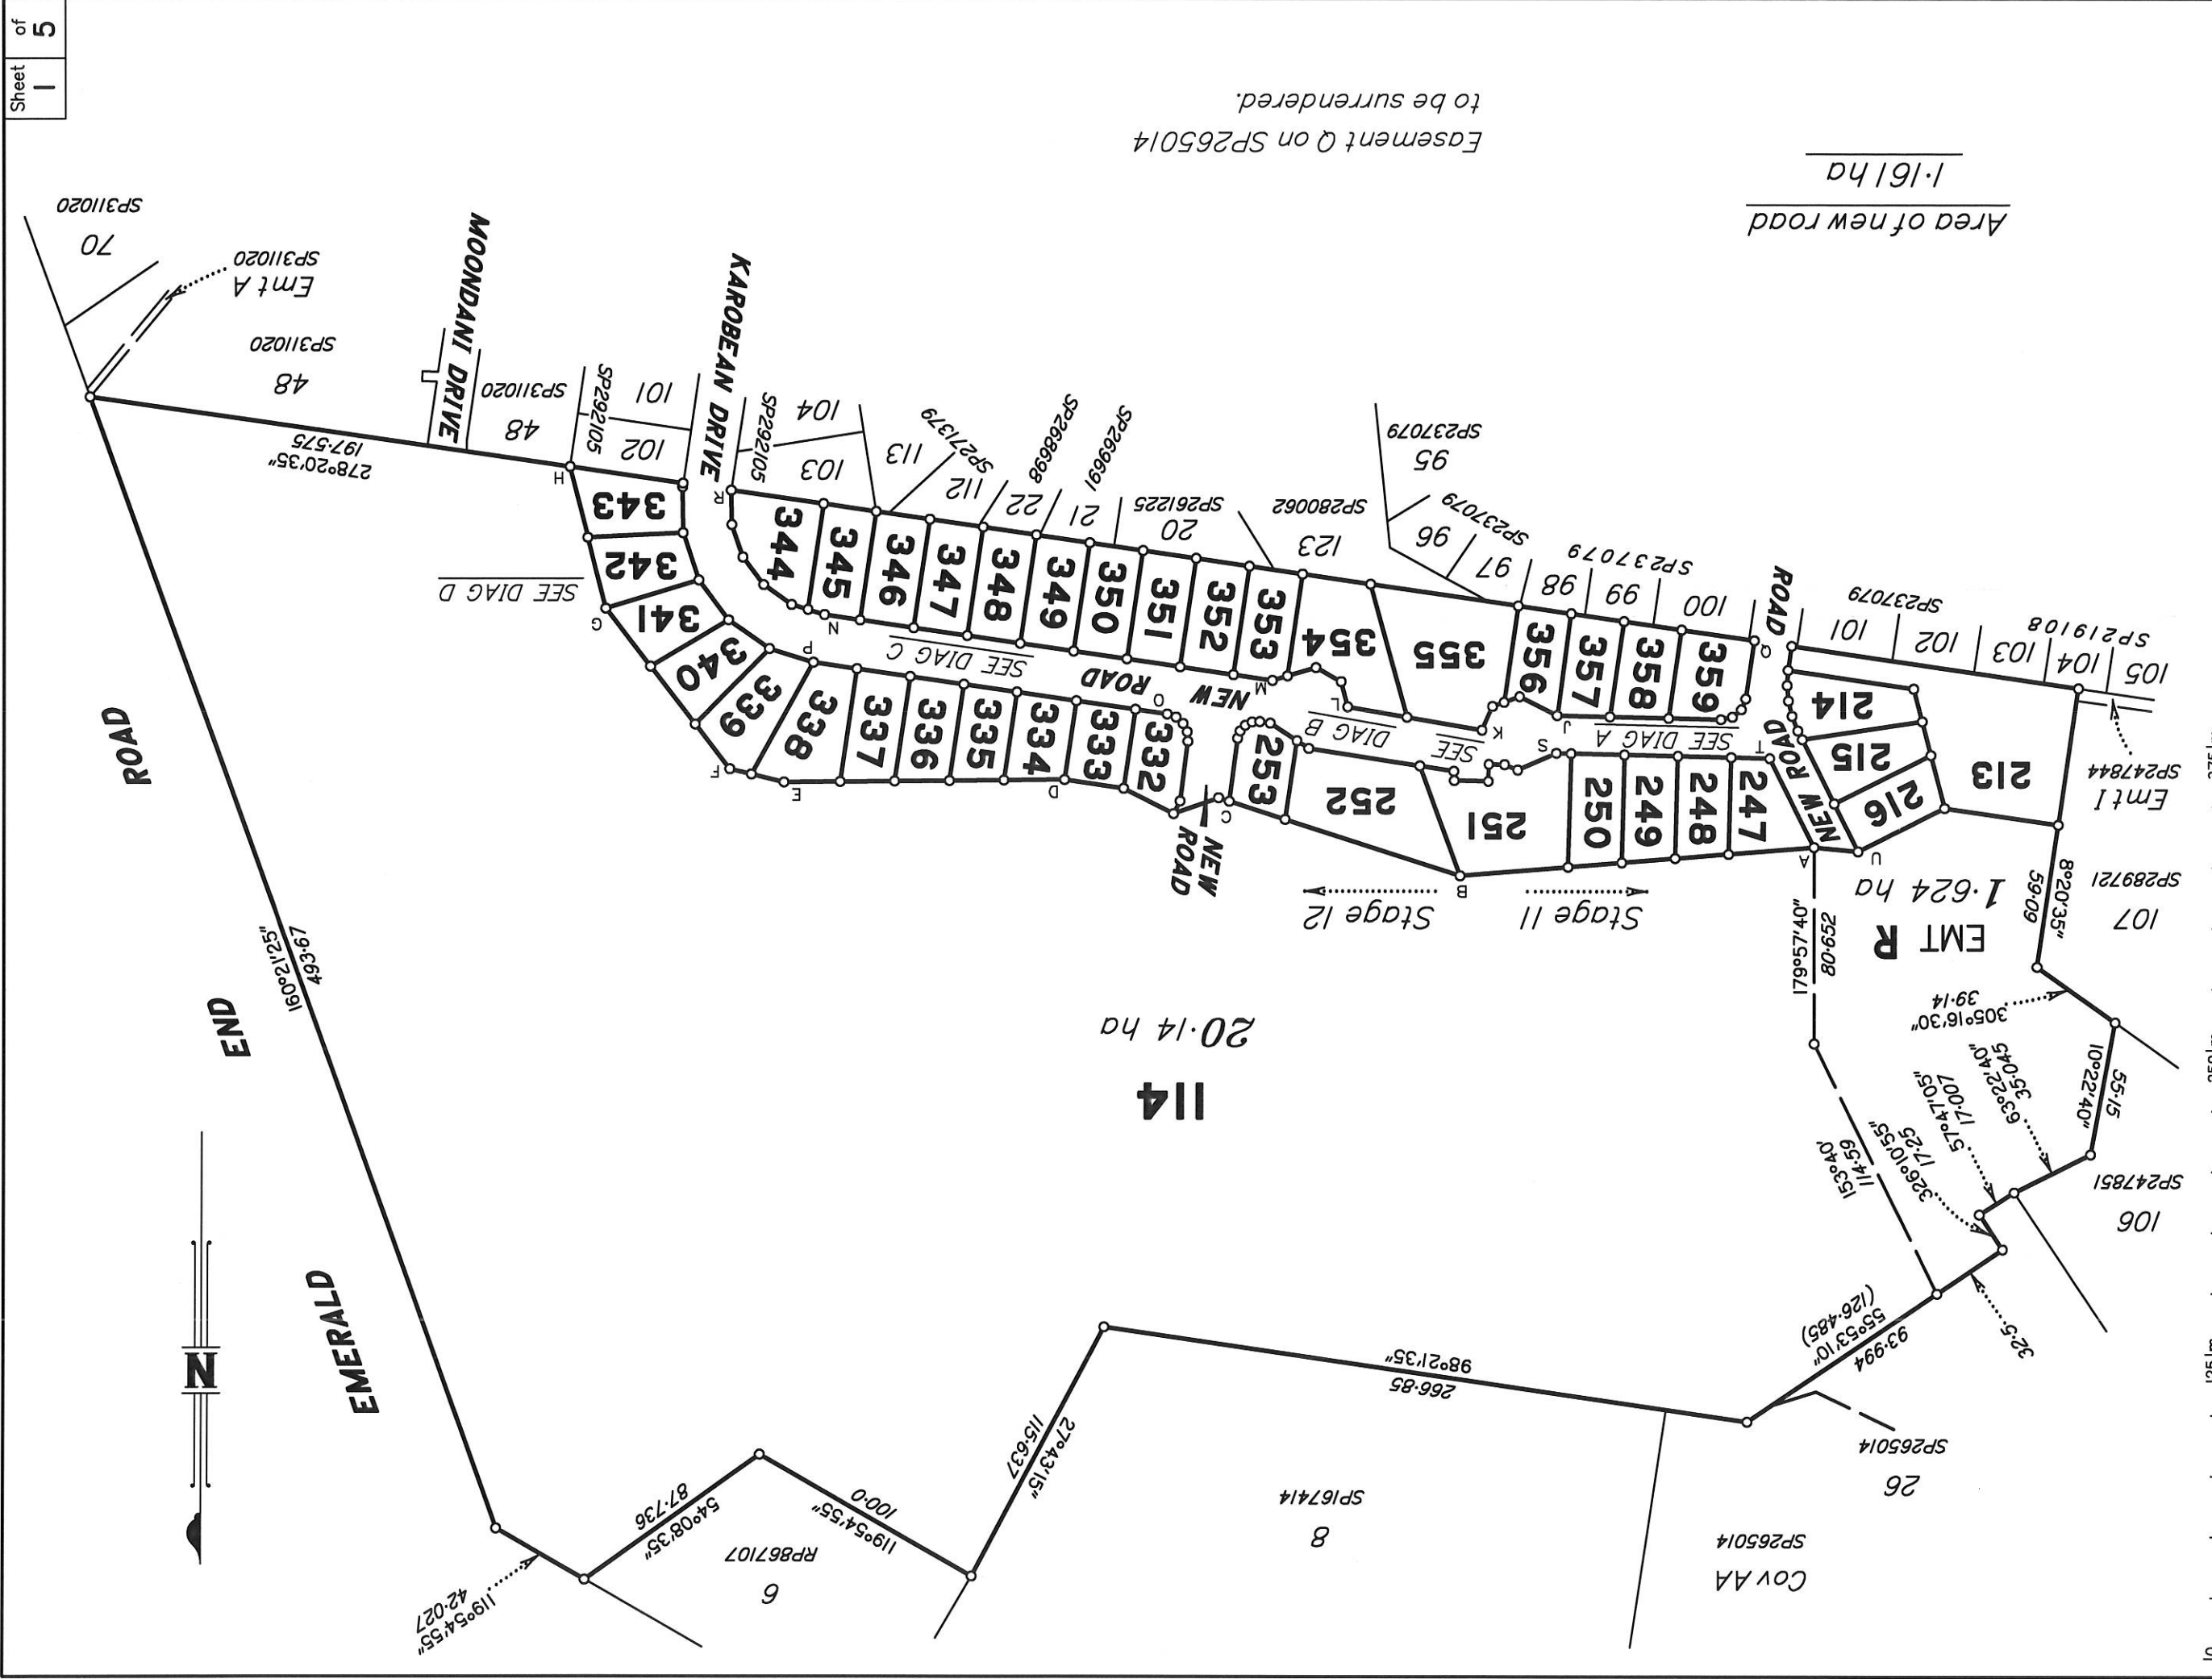 Cov AA
SP265014
26
SP265014
8
SP167414
6
RP867107
119°54'55"
42·027
54°08'35"
87·736
119°54'55"
100·0
27°43'15"
115·637
266·85
98°21'35"
93·994
55°53'10"
(126·485)
32·5
N
EMERALD
END
ROAD
160°21'25"
493·67
106
SP247851
326°10'55"
17·25
57°47'05"
17·007
63°22'40"
35·045
55·15
10°22'40"
305°16'30"
39·14
153°40'
114·59
114
20·14 ha
107
SP289721
8°20'35"
59·09
EMT R
1·624 ha
179°57'40"
80·652
Stage 11
Stage 12
Emt I
SP247844
U
A
B
C
D
E
F
G
H
213
216
215
214
NEW ROAD
247
248
249
250
251
252
253
NEW
ROAD
332
333
334
335
336
337
338
339
340
341
342
343
T
S
SEE DIAG A
J
K
SEE
DIAG B
L
M
NEW
ROAD
O
SEE DIAG C
P
N
SEE DIAG D
359
358
357
356
355
354
353
352
351
350
349
348
347
346
345
344
Q
R
ROAD
105
104
103
SP219108
102
101
SP237079
100
99
98
SP237079
97
96
SP237079
95
SP237079
123
SP280062
20
SP261225
21
SP269691
22
SP268698
112
SP271379
113
103
104
SP292105
KAROBEAN DRIVE
102
101
SP292105
48
SP311020
MOONDANI DRIVE
278°20'35"
197·575
48
SP311020
Emt A
SP311020
70
SP311020
Area of new road
1·161 ha
Easement Q on SP265014
to be surrendered.
Sheet
1
of
5